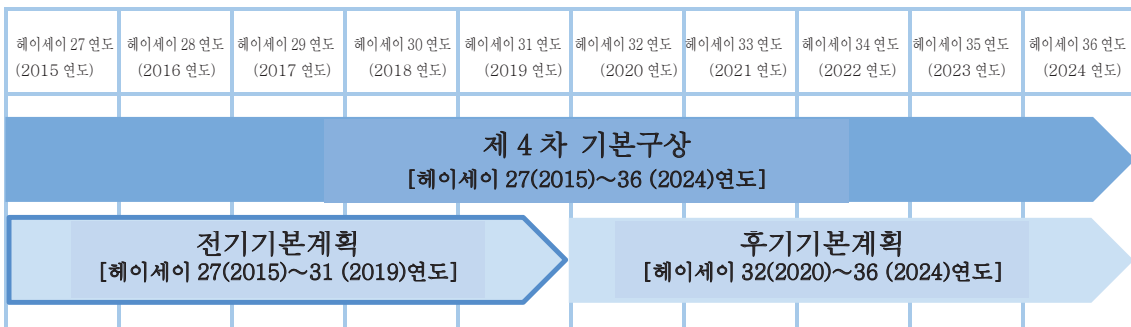 헤이세이 27 연도 헤이세이 28 연도 헤이세이 29 연도 헤이세이 30 연도 헤이세이 31 연도 헤이세이 32 연도 헤이세이 33 연도 헤이세이 34 연도 헤이세이 35 연도 헤이세이 36 연도
(2015 연도) (2016 연도) (2017 연도) (2018 연도) (2019 연도) (2020 연도) (2021 연도) (2022 연도) (2023 연도) (2024 연도)
제 4 차 기본구상
[헤이세이 27(2015)～36 (2024)연도]
전기기본계획
[헤이세이 27(2015)～31 (2019)연도]
후기기본계획
[헤이세이 32(2020)～36 (2024)연도]